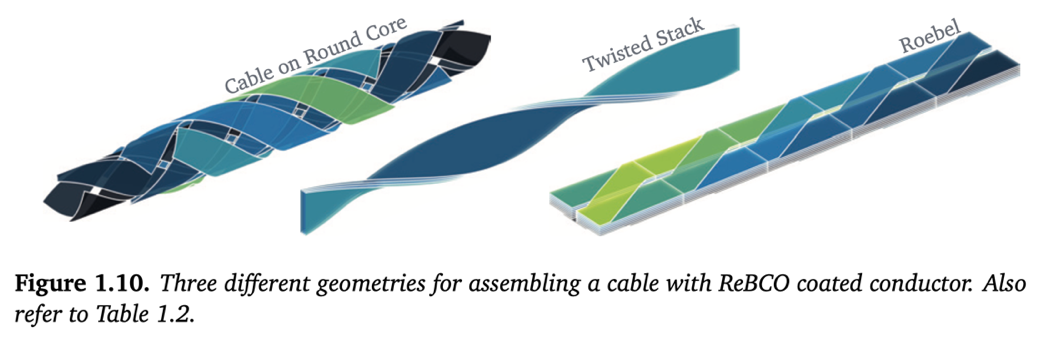 Cable on Round Core
Twisted Stack
Roebel
Figure 1.10. Three different geometries for assembling a cable with ReBCO coated conductor. Also
refer to Table 1.2.